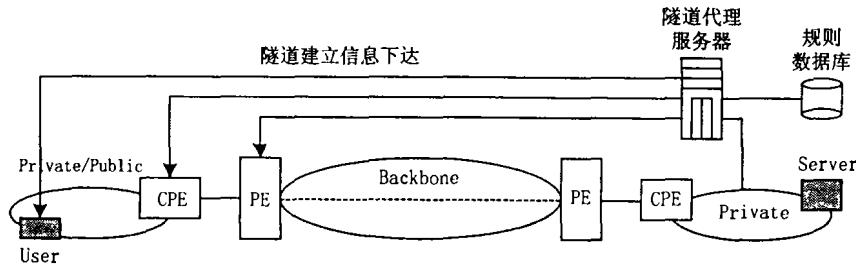 隧道代理
服务器
规则
数据库
隧道建立信息下达
Private/Public
CPE
PE
Backbone
PE
CPE
Private
Server
User